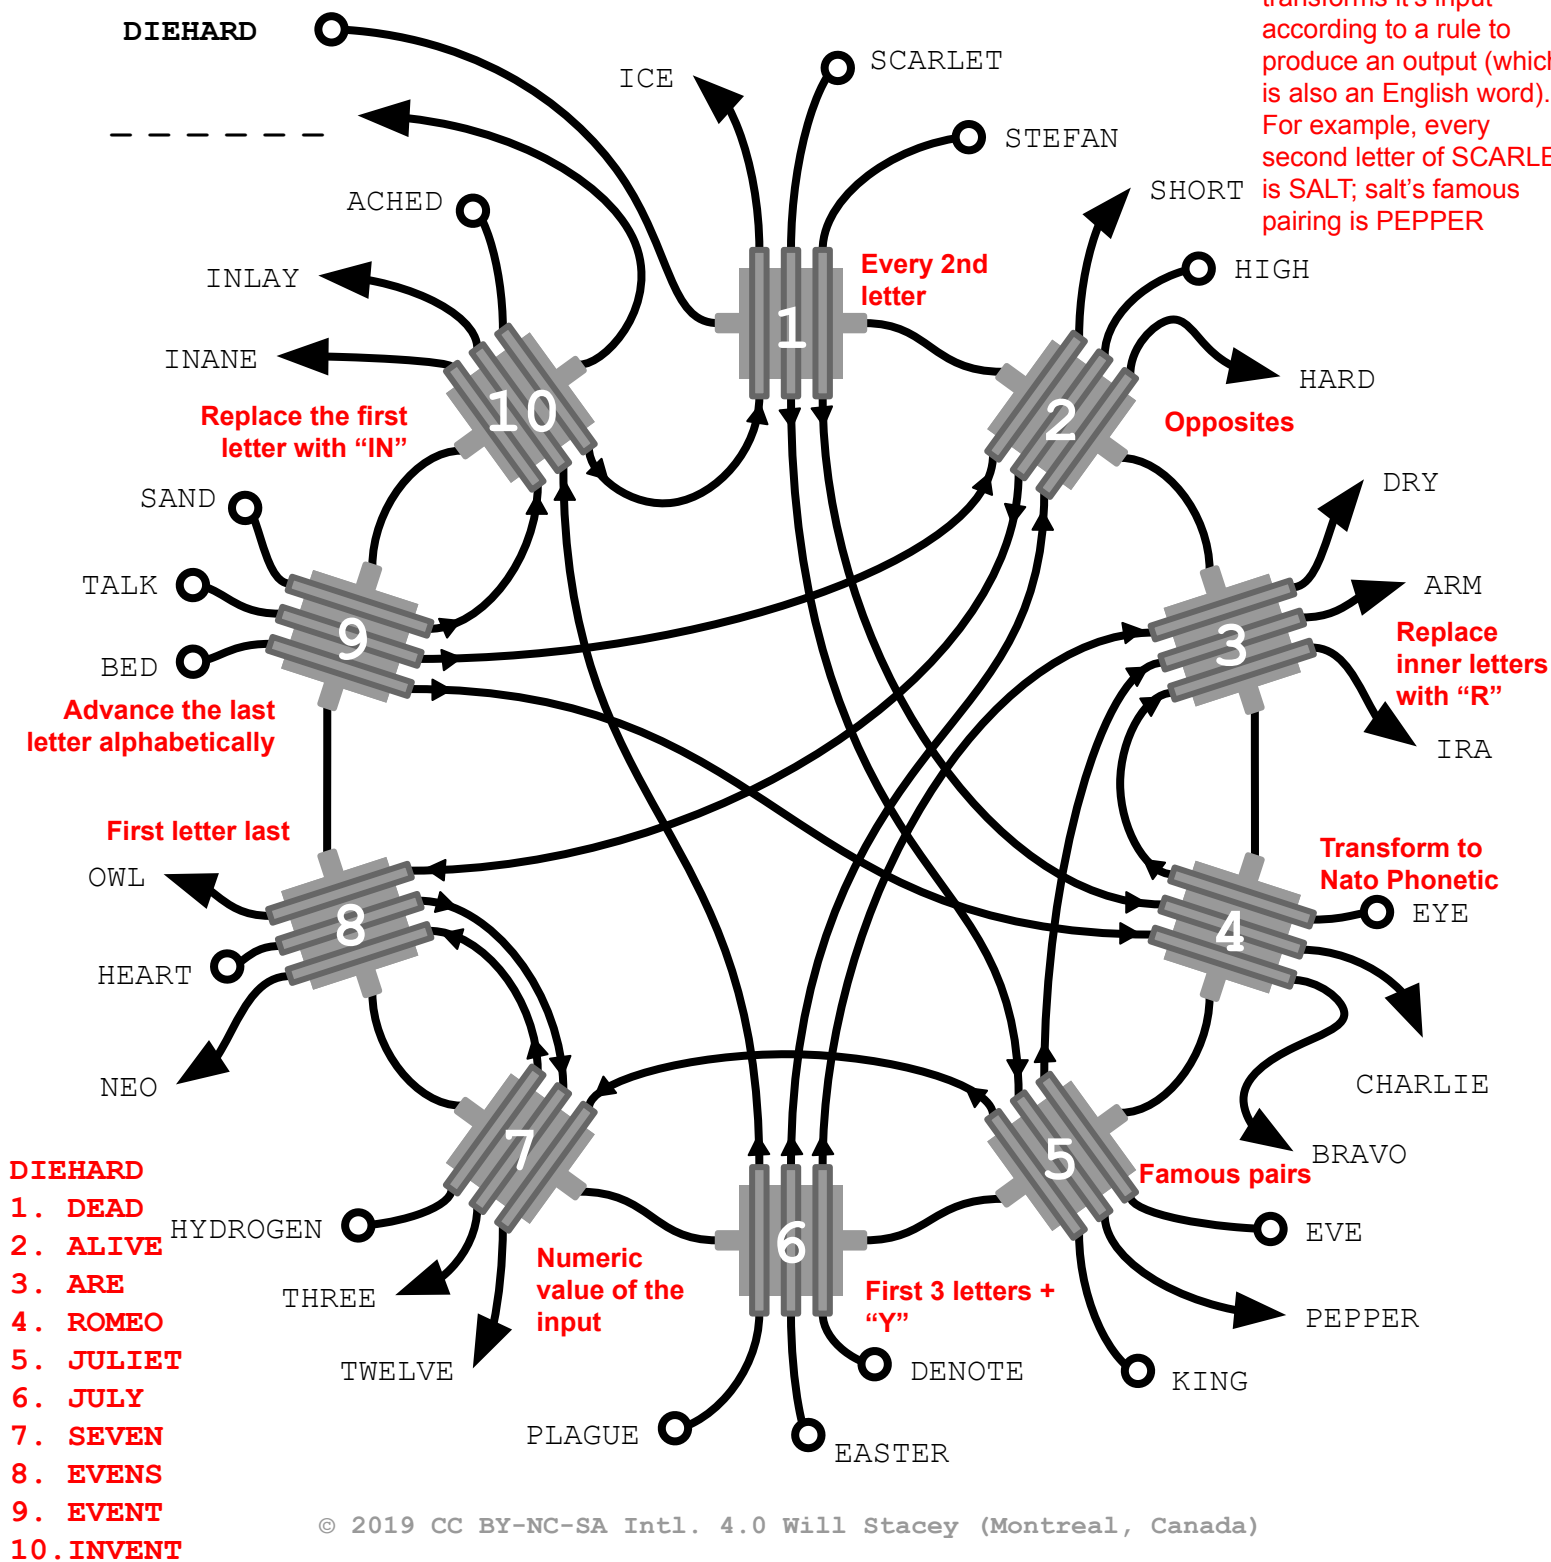 transforms it's input
according to a rule to
produce an output (which
is also an English word).
For example, every
second letter of SCARLE
is SALT; salt's famous
pairing is PEPPER
DIEHARD
_ _ _ _ _ _
ICE
SCARLET
STEFAN
SHORT
HIGH
HARD
ACHED
INLAY
INANE
1
Every 2nd
letter
2
Opposites
10
Replace the first
letter with “IN”
DRY
ARM
IRA
3
Replace
inner letters
with “R”
SAND
TALK
BED
9
Advance the last
letter alphabetically
First letter last
OWL
HEART
NEO
8
Transform to
Nato Phonetic
4
EYE
CHARLIE
BRAVO
7
HYDROGEN
THREE
TWELVE
Numeric
value of the
input
6
First 3 letters +
“Y”
PLAGUE
EASTER
DENOTE
5
Famous pairs
EVE
PEPPER
KING
DIEHARD
1. DEAD
2. ALIVE
3. ARE
4. ROMEO
5. JULIET
6. JULY
7. SEVEN
8. EVENS
9. EVENT
10.INVENT
© 2019 CC BY-NC-SA Intl. 4.0 Will Stacey (Montreal, Canada)